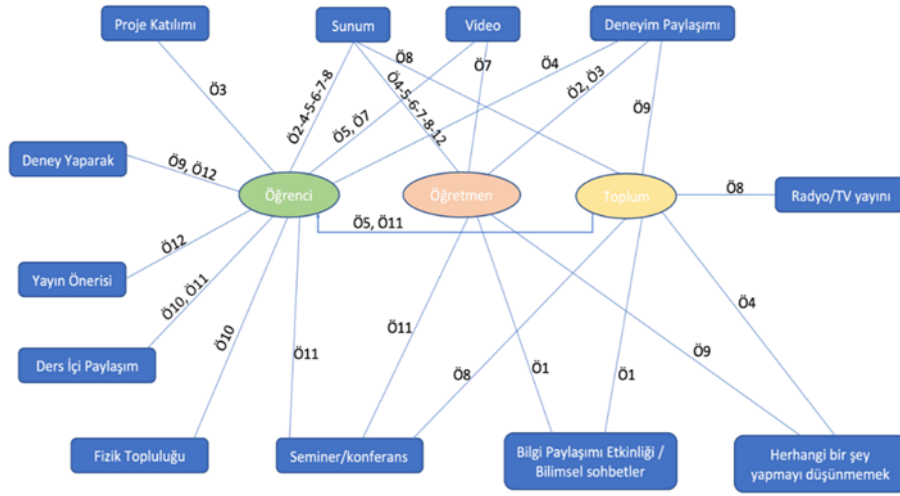 Proje Katılımı
Sunum
Video
Deneyim Paylaşımı
Ö3
Ö2-4-5-6-7-8
Ö5, Ö7
Ö4-5-6-7-8-12
Ö8
Ö7
Ö4
Ö2, Ö3
Ö9
Deney Yaparak
Ö9, Ö12
Öğrenci
Öğretmen
Toplum
Ö8
Radyo/TV yayını
Ö5, Ö11
Ö12
Yayın Önerisi
Ö10, Ö11
Ö4
Ders İçi Paylaşım
Ö10
Ö11
Ö11
Ö8
Ö1
Ö1
Ö9
Fizik Topluluğu
Seminer/konferans
Bilgi Paylaşımı Etkinliği /
Bilimsel sohbetler
Herhangi bir şey
yapmayı düşünmemek